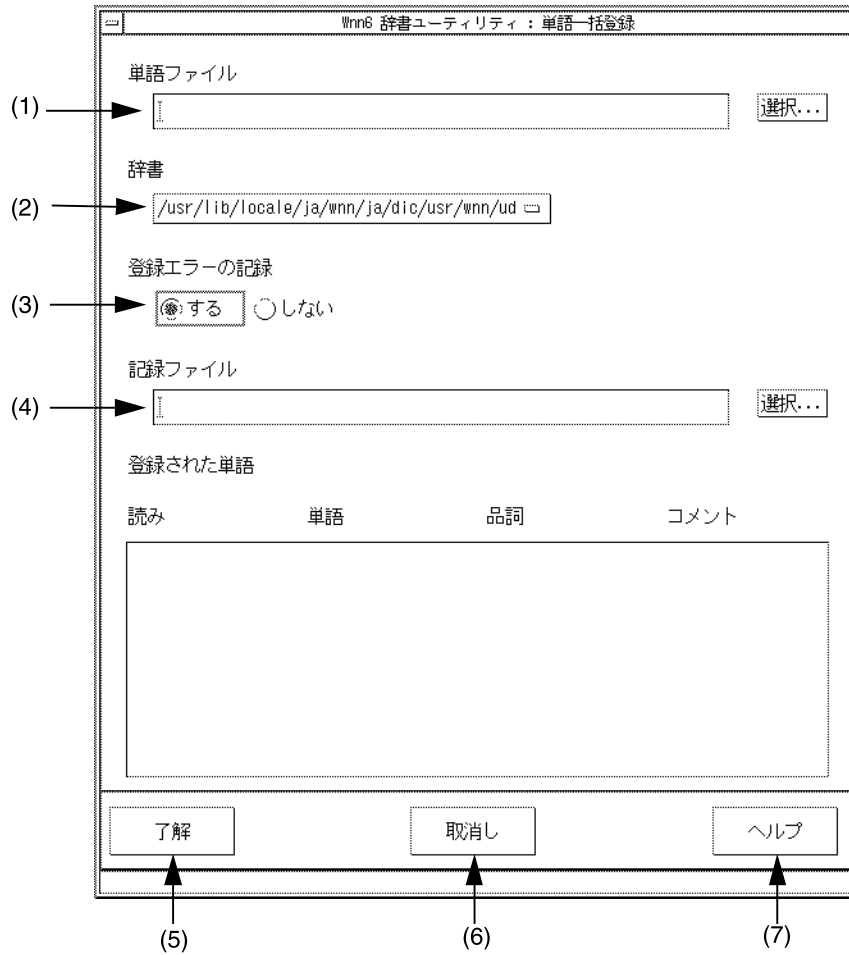 Wnn6 辞書ユーティリティ : 単語一括登録
単語ファイル
(1) 選択...
辞書
(2) /usr/lib/locale/ja/wnn/ja/dic/usr/wnn/ud
登録エラーの記録
(3) する しない
記録ファイル
(4) 選択...
登録された単語
読み 単語 品詞 コメント
了解 取消し ヘルプ
(5) (6) (7)